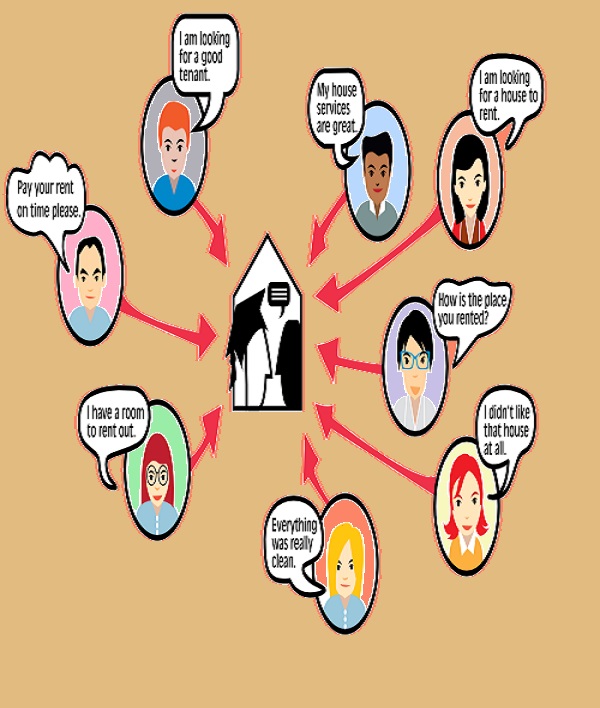 I am looking
for a good
tenant.
My house
services
are great.
I am looking
for a house to
rent.
Pay your rent
on time please.
How is the place
you rented?
I have a room
to rent out.
I didn't like
that house
at all.
Everything
was really
clean.